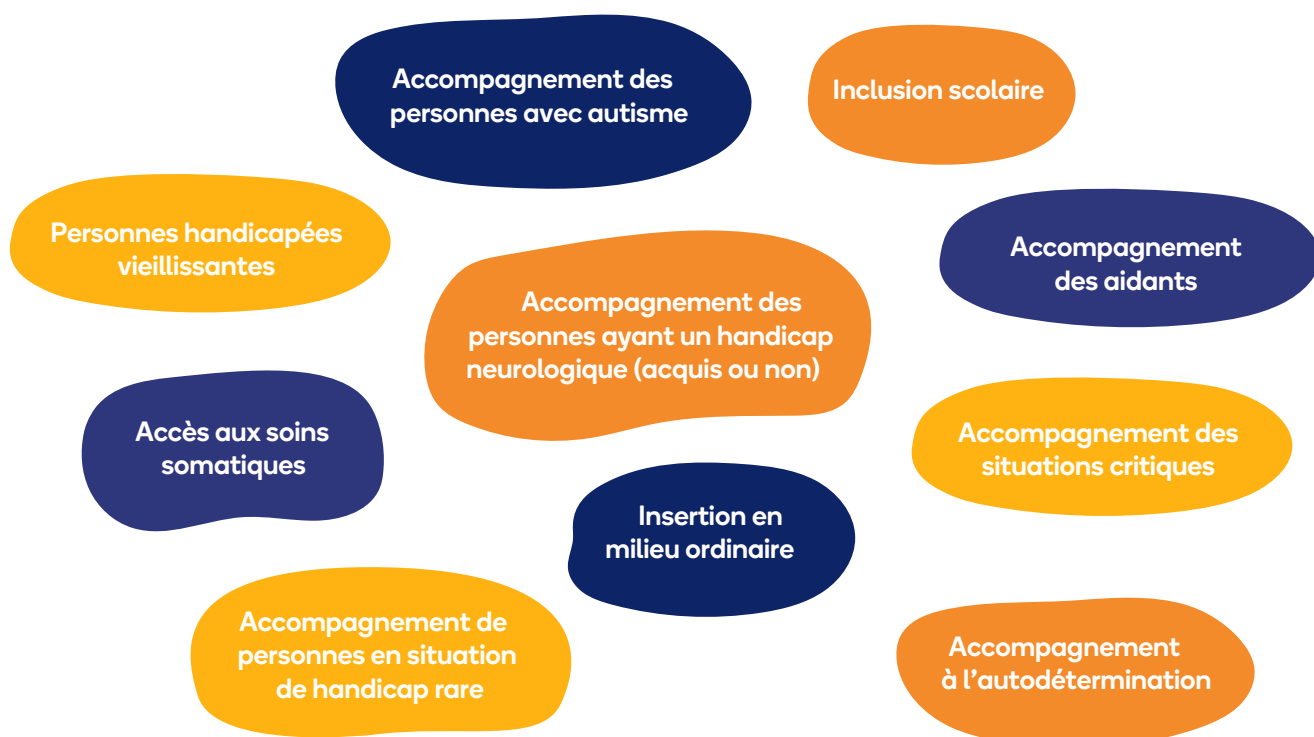 Accompagnement des
personnes avec autisme
Inclusion scolaire
Personnes handicapées
vieillissantes
Accompagnement
des aidants
Accompagnement des
personnes ayant un handicap
neurologique (acquis ou non)
Accès aux soins
somatiques
Accompagnement des
situations critiques
Insertion en
milieu ordinaire
Accompagnement de
personnes en situation
de handicap rare
Accompagnement
à l’autodétermination